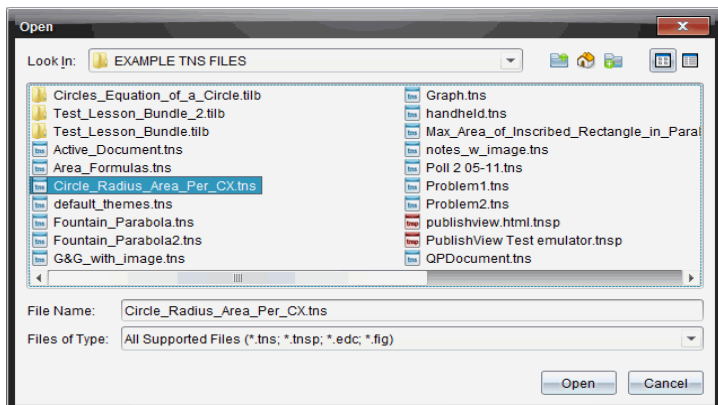 Open
Look In: EXAMPLE TNS FILES
Circles_Equation_of_a_Circle.tilb
Test_Lesson_Bundle_2.tilb
Test_Lesson_Bundle.tilb
Active_Document.tns
Area_Formulas.tns
Circle_Radius_Area_Per_CX.tns
default_themes.tns
Fountain_Parabola.tns
Fountain_Parabola2.tns
G&G_with_image.tns
Graph.tns
handheld.tns
Max_Area_of_Inscribed_Rectangle_in_Paral
notes_w_image.tns
Poll 2 05-11.tns
Problem1.tns
Problem2.tns
publishview.html.tnsp
PublishView Test emulator.tnsp
QPDocument.tns
File Name: Circle_Radius_Area_Per_CX.tns
Files of Type: All Supported Files (*.tns; *.tnsp; *.edc; *.fig)
Open Cancel